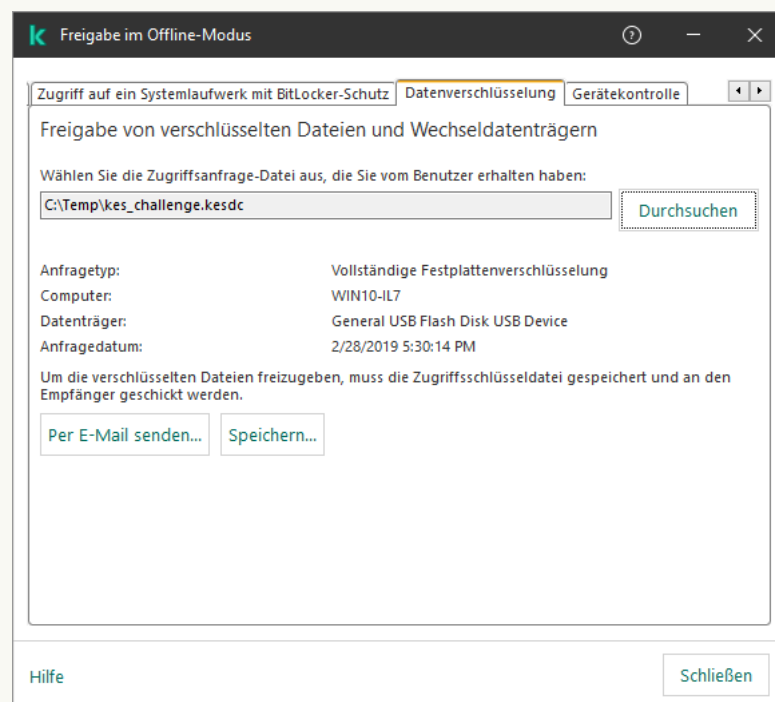 Freigabe im Offline-Modus
Zugriff auf ein Systemlaufwerk mit BitLocker-Schutz Datenverschlüsselung Gerätekontrolle
Freigabe von verschlüsselten Dateien und Wechseldatenträgern
Wählen Sie die Zugriffsanfrage-Datei aus, die Sie vom Benutzer erhalten haben:
C:\Temp\kes_challenge.kesdc Durchsuchen
Anfragetyp: Vollständige Festplattenverschlüsselung
Computer: WIN10-IL7
Datenträger: General USB Flash Disk USB Device
Anfragedatum: 2/28/2019 5:30:14 PM
Um die verschlüsselten Dateien freizugeben, muss die Zugriffsschlüsseldatei gespeichert und an den
Empfänger geschickt werden.
Per E-Mail senden... Speichern...
Hilfe Schließen